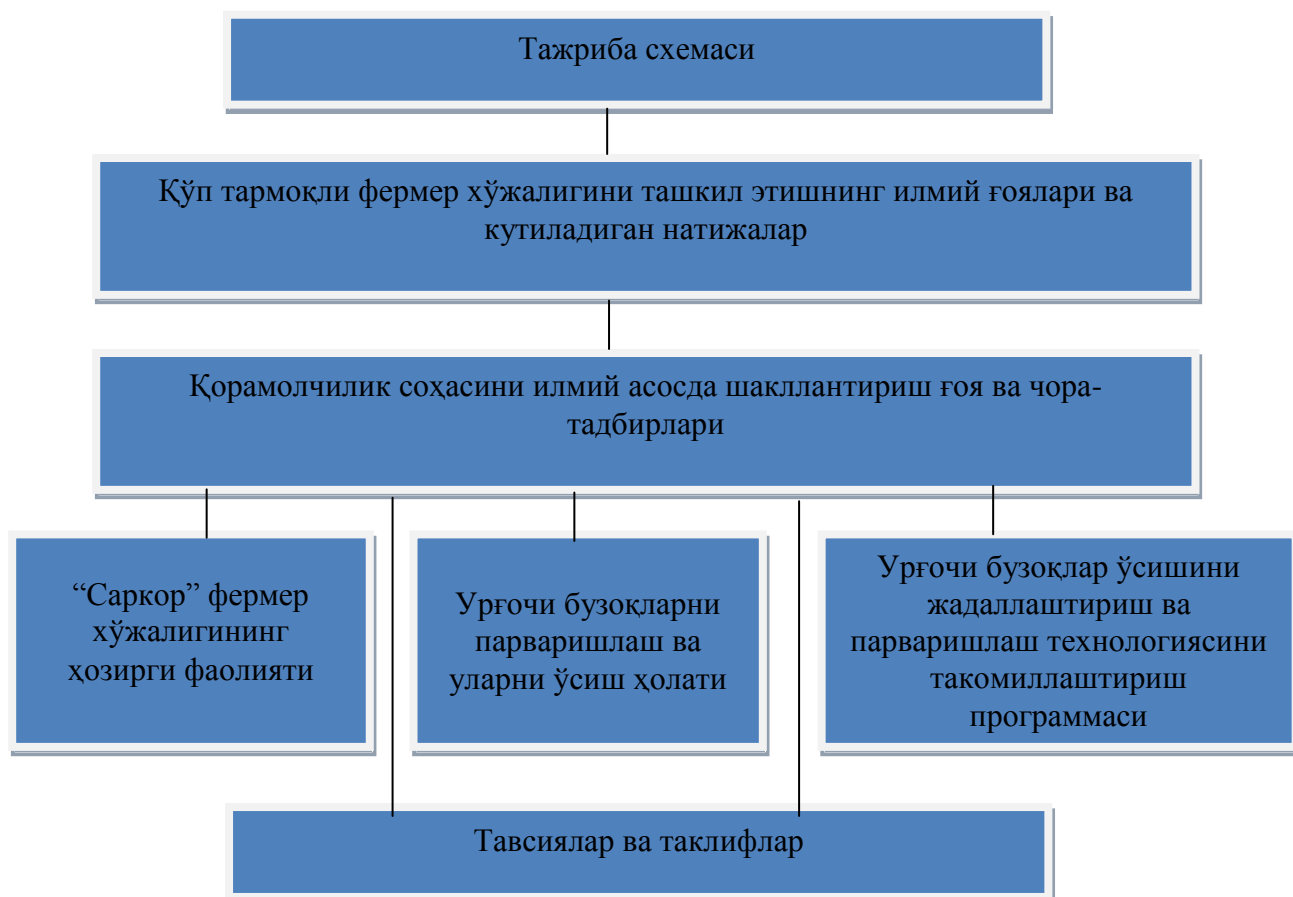 Тажриба схемаси
Қўп тармоқли фермер хўжалигини ташкил этишнинг илмий ғоялари ва
кутиладиган натижалар
Қорамолчилик соҳасини илмий асосда шакллантириш ғоя ва чора-
тадбирлари
“Саркор” фермер
хўжалигининг
ҳозирги фаолияти
Урғочи бузоқларни
парваришлаш ва
уларни ўсиш ҳолати
Урғочи бузоқлар ўсишини
жадаллаштириш ва
парваришлаш технологиясини
такомиллаштириш
программаси
Тавсиялар ва таклифлар